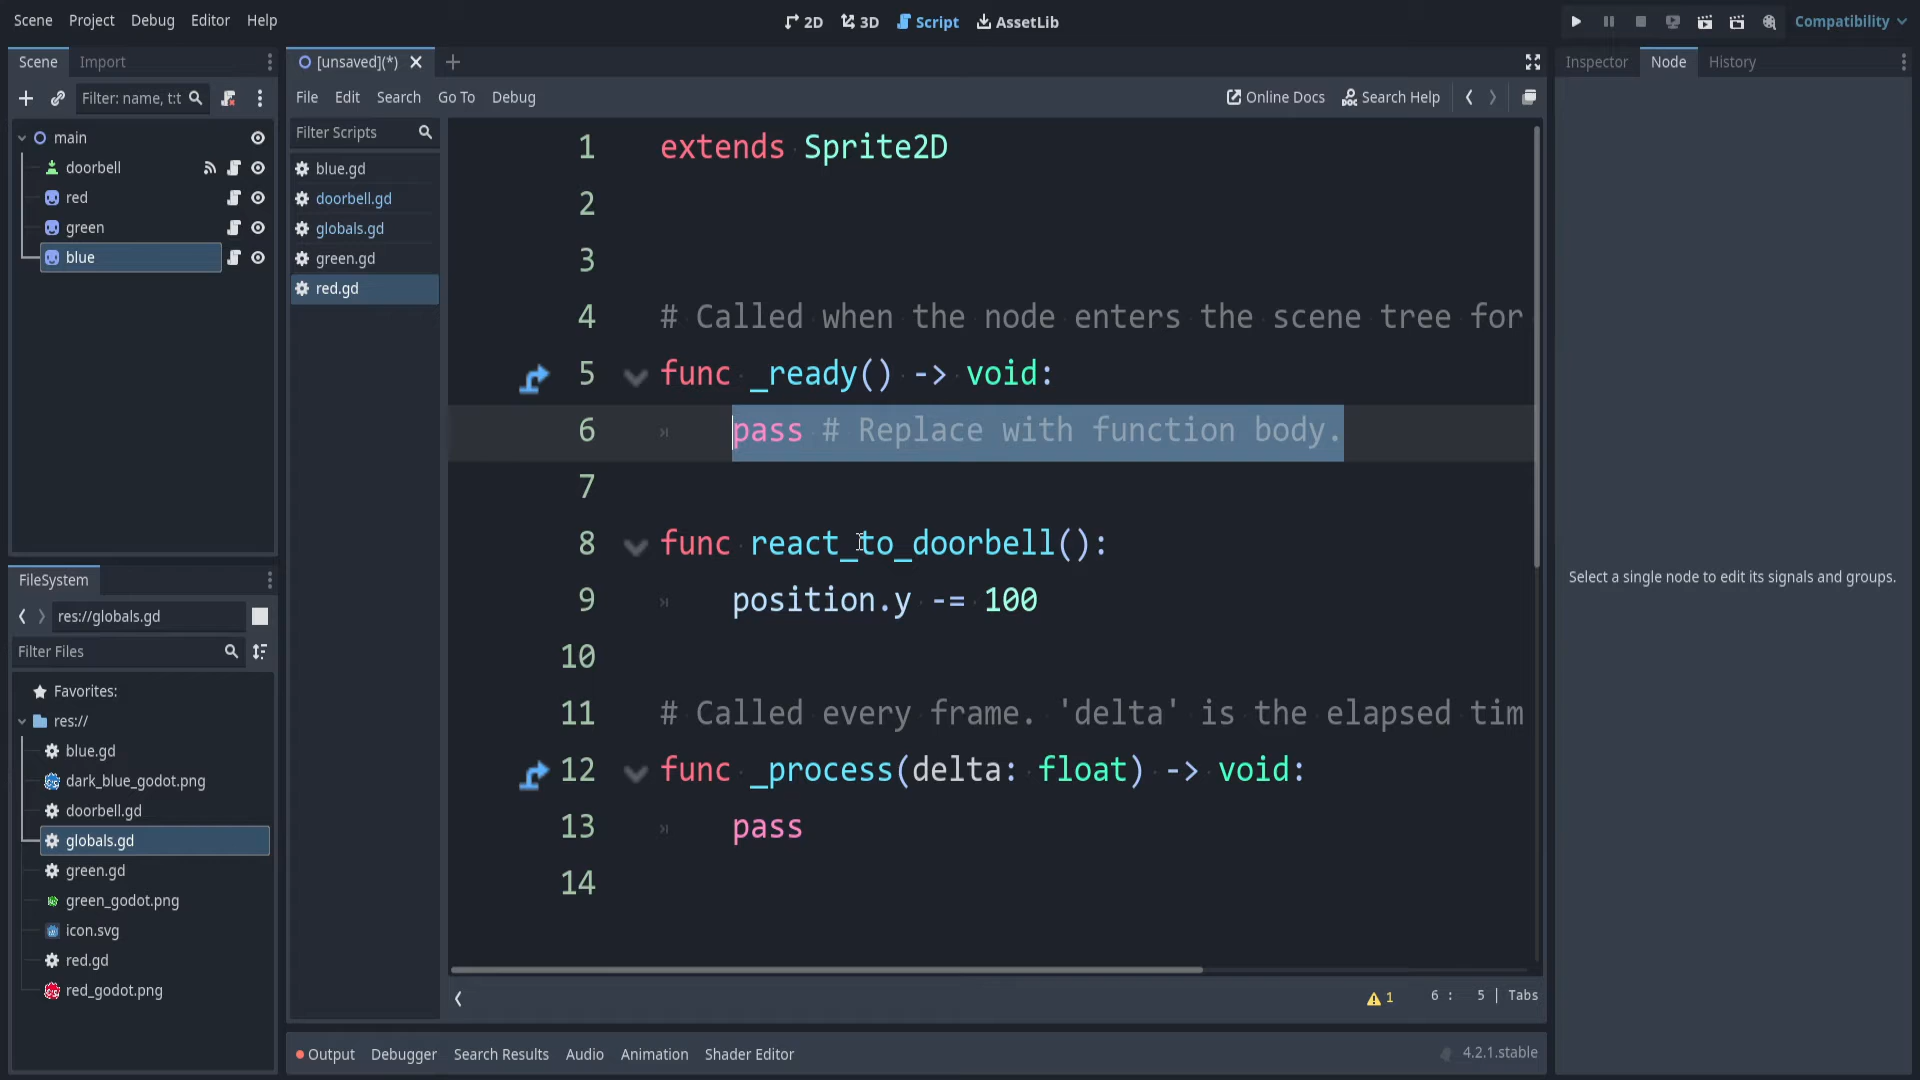 Scene Project Debug Editor Help
2D 3D Script AssetLib
Compatibility
Scene Import
Filter: name, t:t
main
doorbell
red
green
blue
FileSystem
res://globals.gd
Filter Files
Favorites:
res://
blue.gd
dark_blue_godot.png
doorbell.gd
globals.gd
green.gd
green_godot.png
icon.svg
red.gd
red_godot.png
[unsaved](*)
File Edit Search Go To Debug
Online Docs Search Help
Filter Scripts
blue.gd
doorbell.gd
globals.gd
green.gd
red.gd
1 extends Sprite2D
2
3
4 # Called when the node enters the scene tree for
5 func _ready() -> void:
6 pass # Replace with function body.
7
8 func react_to_doorbell():
9 position.y -= 100
10
11 # Called every frame. 'delta' is the elapsed tim
12 func _process(delta: float) -> void:
13 pass
14
1 6 : 5 | Tabs
Output Debugger Search Results Audio Animation Shader Editor
4.2.1.stable
Inspector Node History
Select a single node to edit its signals and groups.